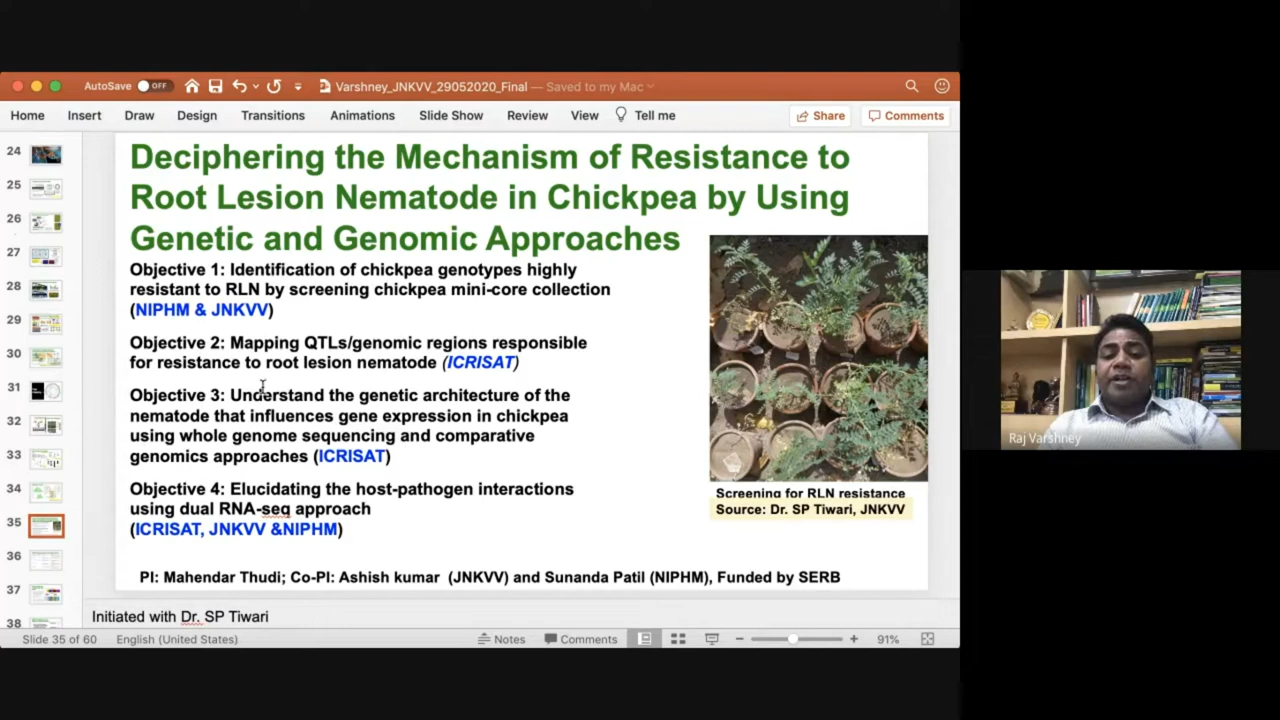 AutoSave OFF
Varshney_JNKVV_29052020_Final — Saved to my Mac
Home Insert Draw Design Transitions Animations Slide Show Review View Tell me Share Comments
24
25
26
27
28
29
30
31
32
33
34
35
36
37
38
Deciphering the Mechanism of Resistance to
Root Lesion Nematode in Chickpea by Using
Genetic and Genomic Approaches
Objective 1: Identification of chickpea genotypes highly
resistant to RLN by screening chickpea mini-core collection
(NIPHM & JNKVV)
Objective 2: Mapping QTLs/genomic regions responsible
for resistance to root lesion nematode (ICRISAT)
Objective 3: Understand the genetic architecture of the
nematode that influences gene expression in chickpea
using whole genome sequencing and comparative
genomics approaches (ICRISAT)
Objective 4: Elucidating the host-pathogen interactions
using dual RNA-seq approach
(ICRISAT, JNKVV &NIPHM)
Screening for RLN resistance
Source: Dr. SP Tiwari, JNKVV
PI: Mahendar Thudi; Co-PI: Ashish kumar (JNKVV) and Sunanda Patil (NIPHM), Funded by SERB
Initiated with Dr. SP Tiwari
Slide 35 of 60 English (United States) Notes Comments 91%
Raj Varshney